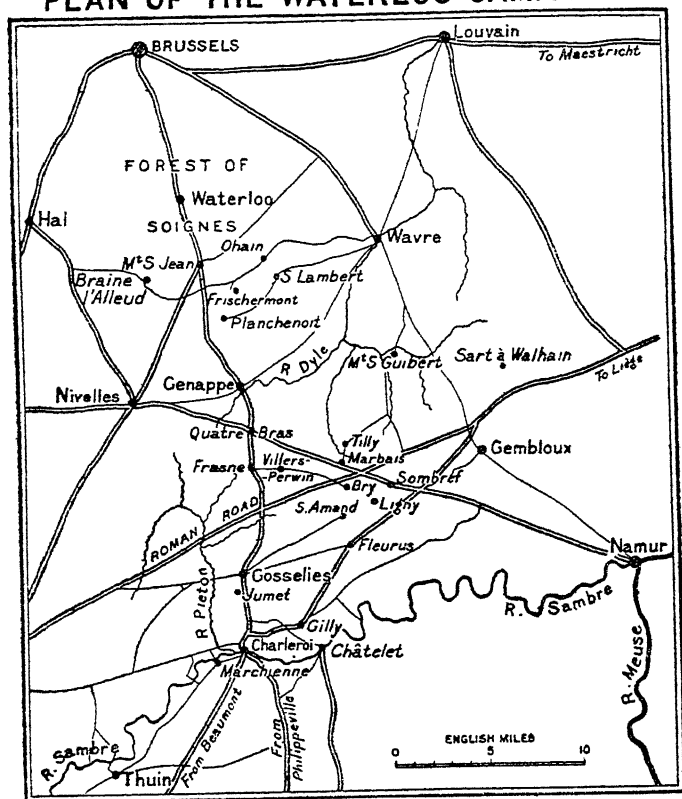 PLAN OF THE WATERLOO
BRUSSELS
Louvain
To Maestricht
FOREST OF
Waterloo
SOIGNES
Hal
Ohain
Wavre
Mt S Jean
S Lambert
Braine
l'Alleud
Frischermont
Planchenoit
R Dyle
Mt S Guibert
Sart à Walhain
To Liége
Genappe
Nivelles
Quatre Bras
Tilly
Gembloux
Frasne
Villers-
-Perwin
Marbais
Sombref
Bry
Ligny
S. Amand
ROMAN ROAD
Fleurus
Namur
Gosselies
Jumet
R Pieton
R. Sambre
Gilly
Charleroi
Châtelet
Marchienne
R. Meuse
From Beaumont
From
Philippeville
R. Sambre
Thuin
ENGLISH MILES
0 5 10